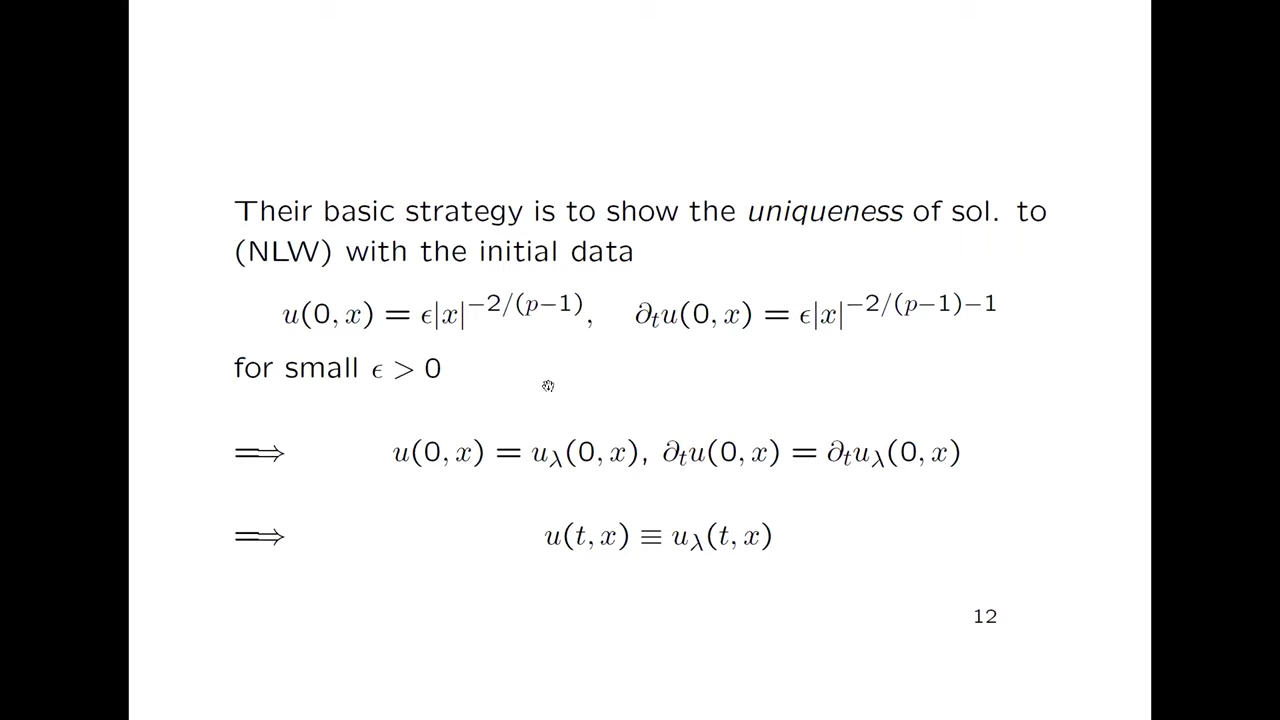 Their basic strategy is to show the uniqueness of sol. to
(NLW) with the initial data
u(0, x) = ϵ|x|^{−2/(p−1)}, ∂_t u(0, x) = ϵ|x|^{−2/(p−1)−1}
for small ϵ > 0
⟹ u(0, x) = u_λ(0, x), ∂_t u(0, x) = ∂_t u_λ(0, x)
⟹ u(t, x) ≡ u_λ(t, x)
12